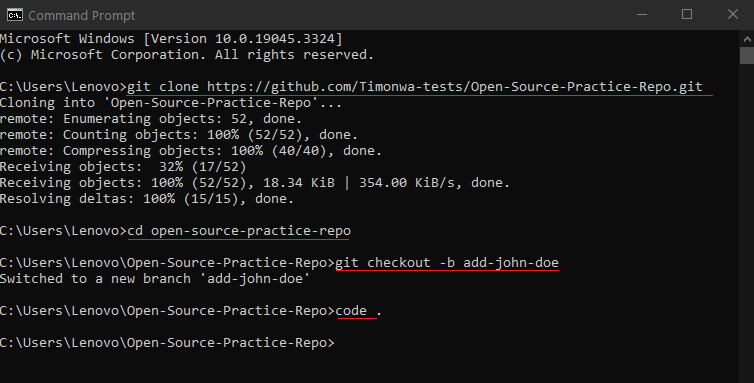 Command Prompt
Microsoft Windows [Version 10.0.19045.3324]
(c) Microsoft Corporation. All rights reserved.
C:\Users\Lenovo>git clone https://github.com/Timonwa-tests/Open-Source-Practice-Repo.git
Cloning into 'Open-Source-Practice-Repo'...
remote: Enumerating objects: 52, done.
remote: Counting objects: 100% (52/52), done.
remote: Compressing objects: 100% (40/40), done.
Receiving objects:  32% (17/52)
Receiving objects: 100% (52/52), 18.34 KiB | 354.00 KiB/s, done.
Resolving deltas: 100% (15/15), done.
C:\Users\Lenovo>cd open-source-practice-repo
C:\Users\Lenovo\Open-Source-Practice-Repo>git checkout -b add-john-doe
Switched to a new branch 'add-john-doe'
C:\Users\Lenovo\Open-Source-Practice-Repo>code .
C:\Users\Lenovo\Open-Source-Practice-Repo>